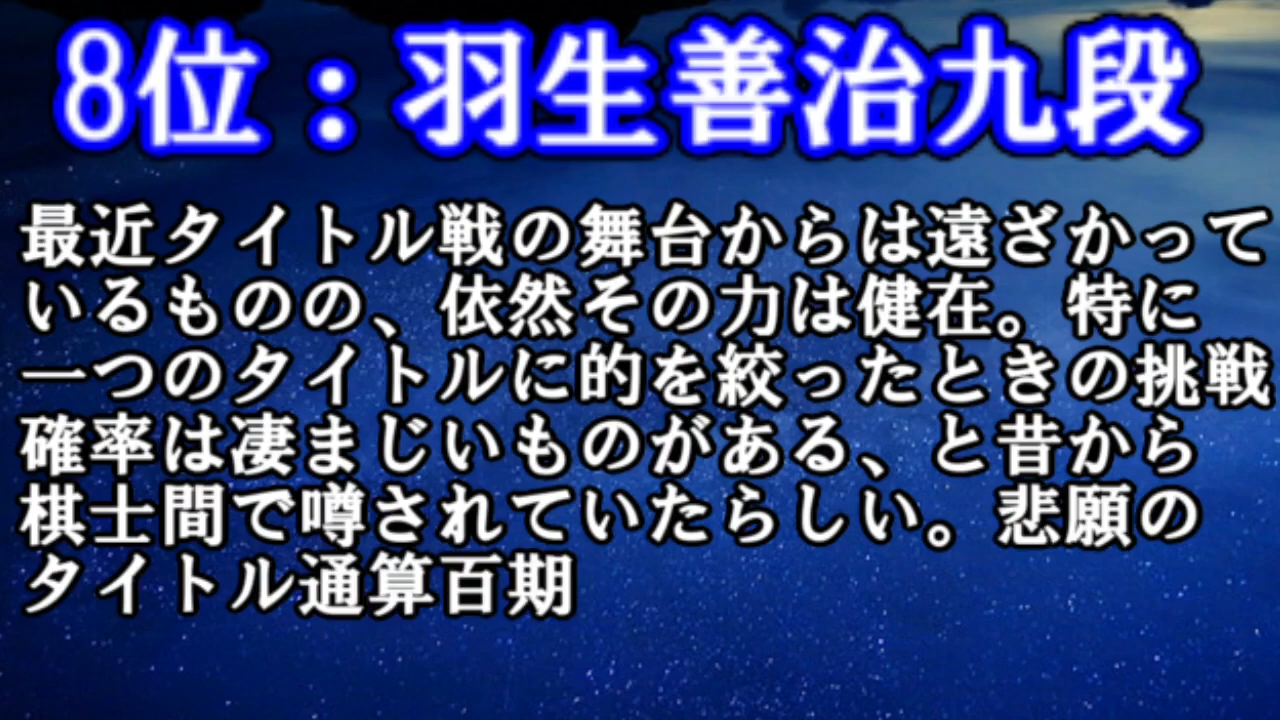 8位：羽生善治九段
最近タイトル戦の舞台からは遠ざかって
いるものの、依然その力は健在。特に
一つのタイトルに的を絞ったときの挑戦
確率は凄まじいものがある、と昔から
棋士間で噂されていたらしい。悲願の
タイトル通算百期